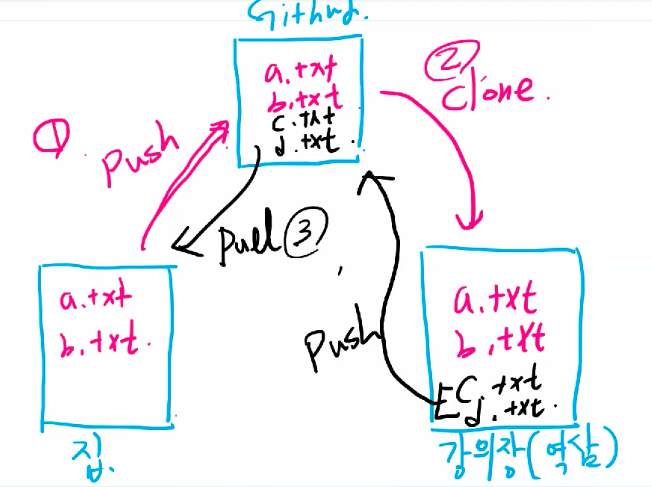 Github.
a.txt
b.txt
c.txt
d.txt
① push
② clone.
pull ③
push
a.txt
b.txt.
집.
a.txt
b.txt
c.txt
d.txt.
강의장(역삼)